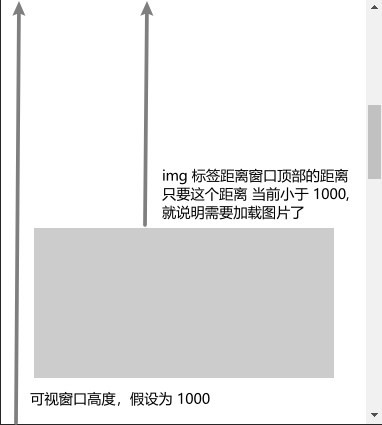 img 标签距离窗口顶部的距离
只要这个距离 当前小于 1000,
就说明需要加载图片了
可视窗口高度，假设为 1000